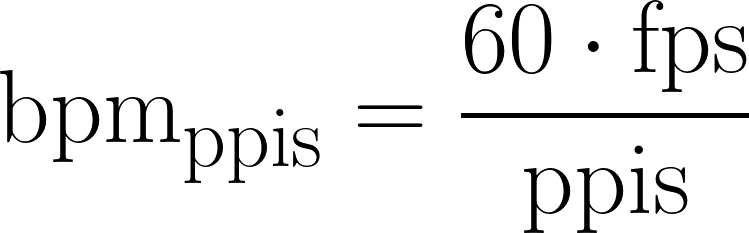 bpm_ppis = 60 · fps / ppis